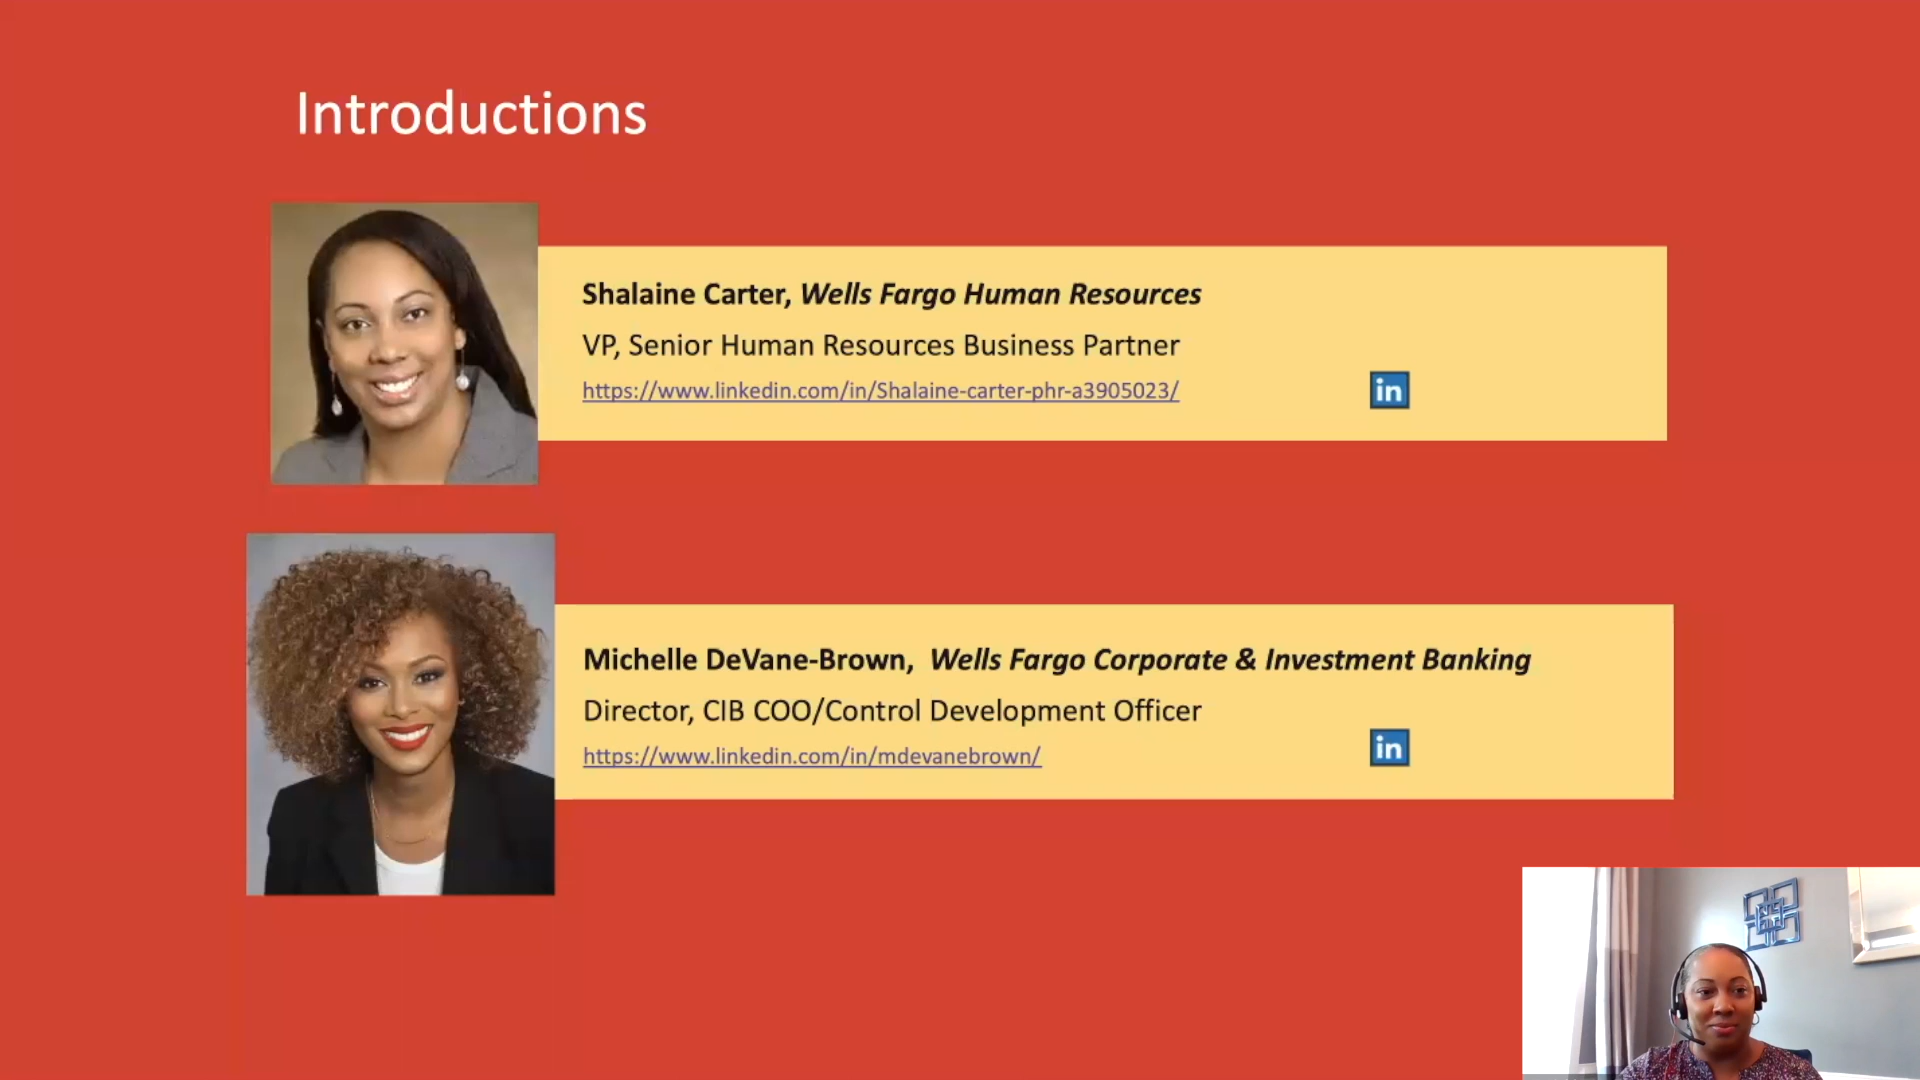 Introductions
Shalaine Carter, Wells Fargo Human Resources
VP, Senior Human Resources Business Partner
https://www.linkedin.com/in/Shalaine-carter-phr-a3905023/
in
Michelle DeVane-Brown, Wells Fargo Corporate & Investment Banking
Director, CIB COO/Control Development Officer
https://www.linkedin.com/in/mdevanebrown/
in